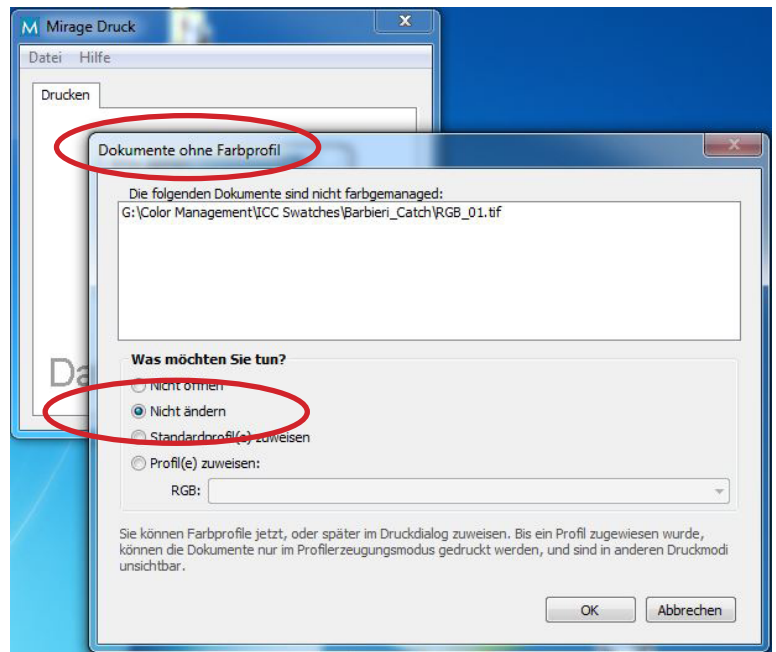 M Mirage Druck
Datei Hilfe
Drucken
Dokumente ohne Farbprofil
Die folgenden Dokumente sind nicht farbgemanaged:
G:\Color Management\ICC Swatches\Barbieri_Catch\RGB_01.tif
Was möchten Sie tun?
Da
Nicht öffnen
Nicht ändern
Standardprofil(e) zuweisen
Profil(e) zuweisen:
RGB:
Sie können Farbprofile jetzt, oder später im Druckdialog zuweisen. Bis ein Profil zugewiesen wurde,
können die Dokumente nur im Profilerzeugungsmodus gedruckt werden, und sind in anderen Druckmodi
unsichtbar.
OK Abbrechen